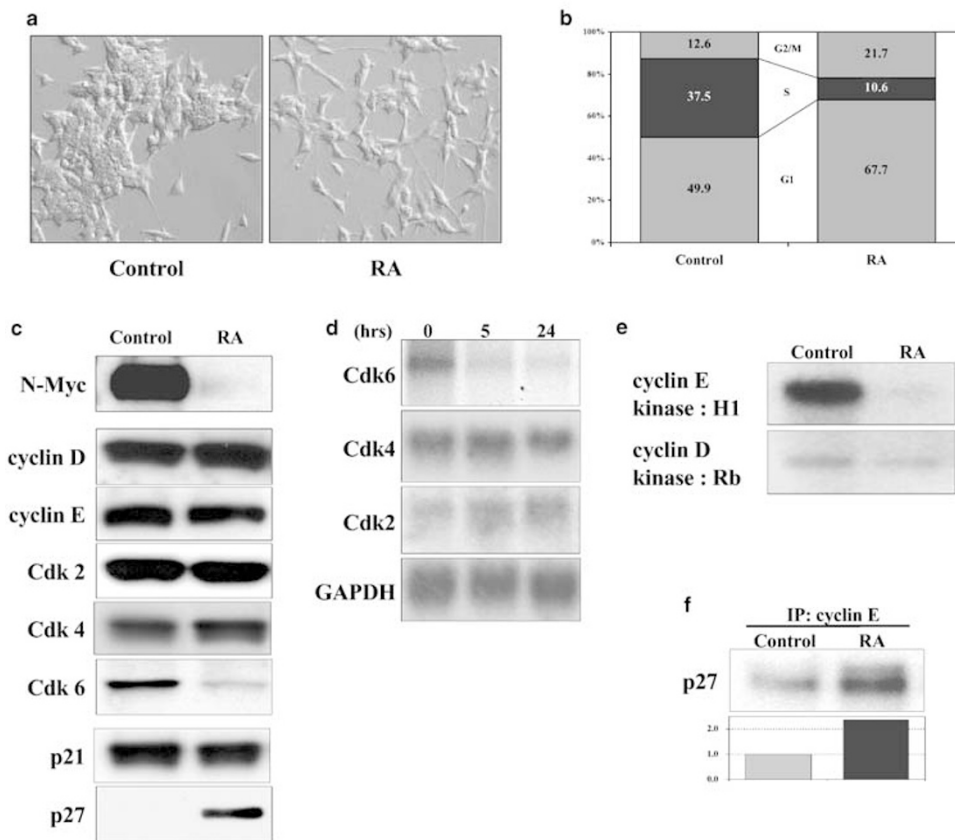 a
Control RA
b
100%
80%
60%
40%
20%
0%
12.6
37.5
49.9
G2/M
S
G1
21.7
10.6
67.7
Control RA
c
Control RA
N-Myc
cyclin D
cyclin E
Cdk 2
Cdk 4
Cdk 6
p21
p27
d
(hrs) 0 5 24
Cdk6
Cdk4
Cdk2
GAPDH
e
Control RA
cyclin E
kinase : H1
cyclin D
kinase : Rb
f
IP: cyclin E
Control RA
p27
2.0
1.0
0.0